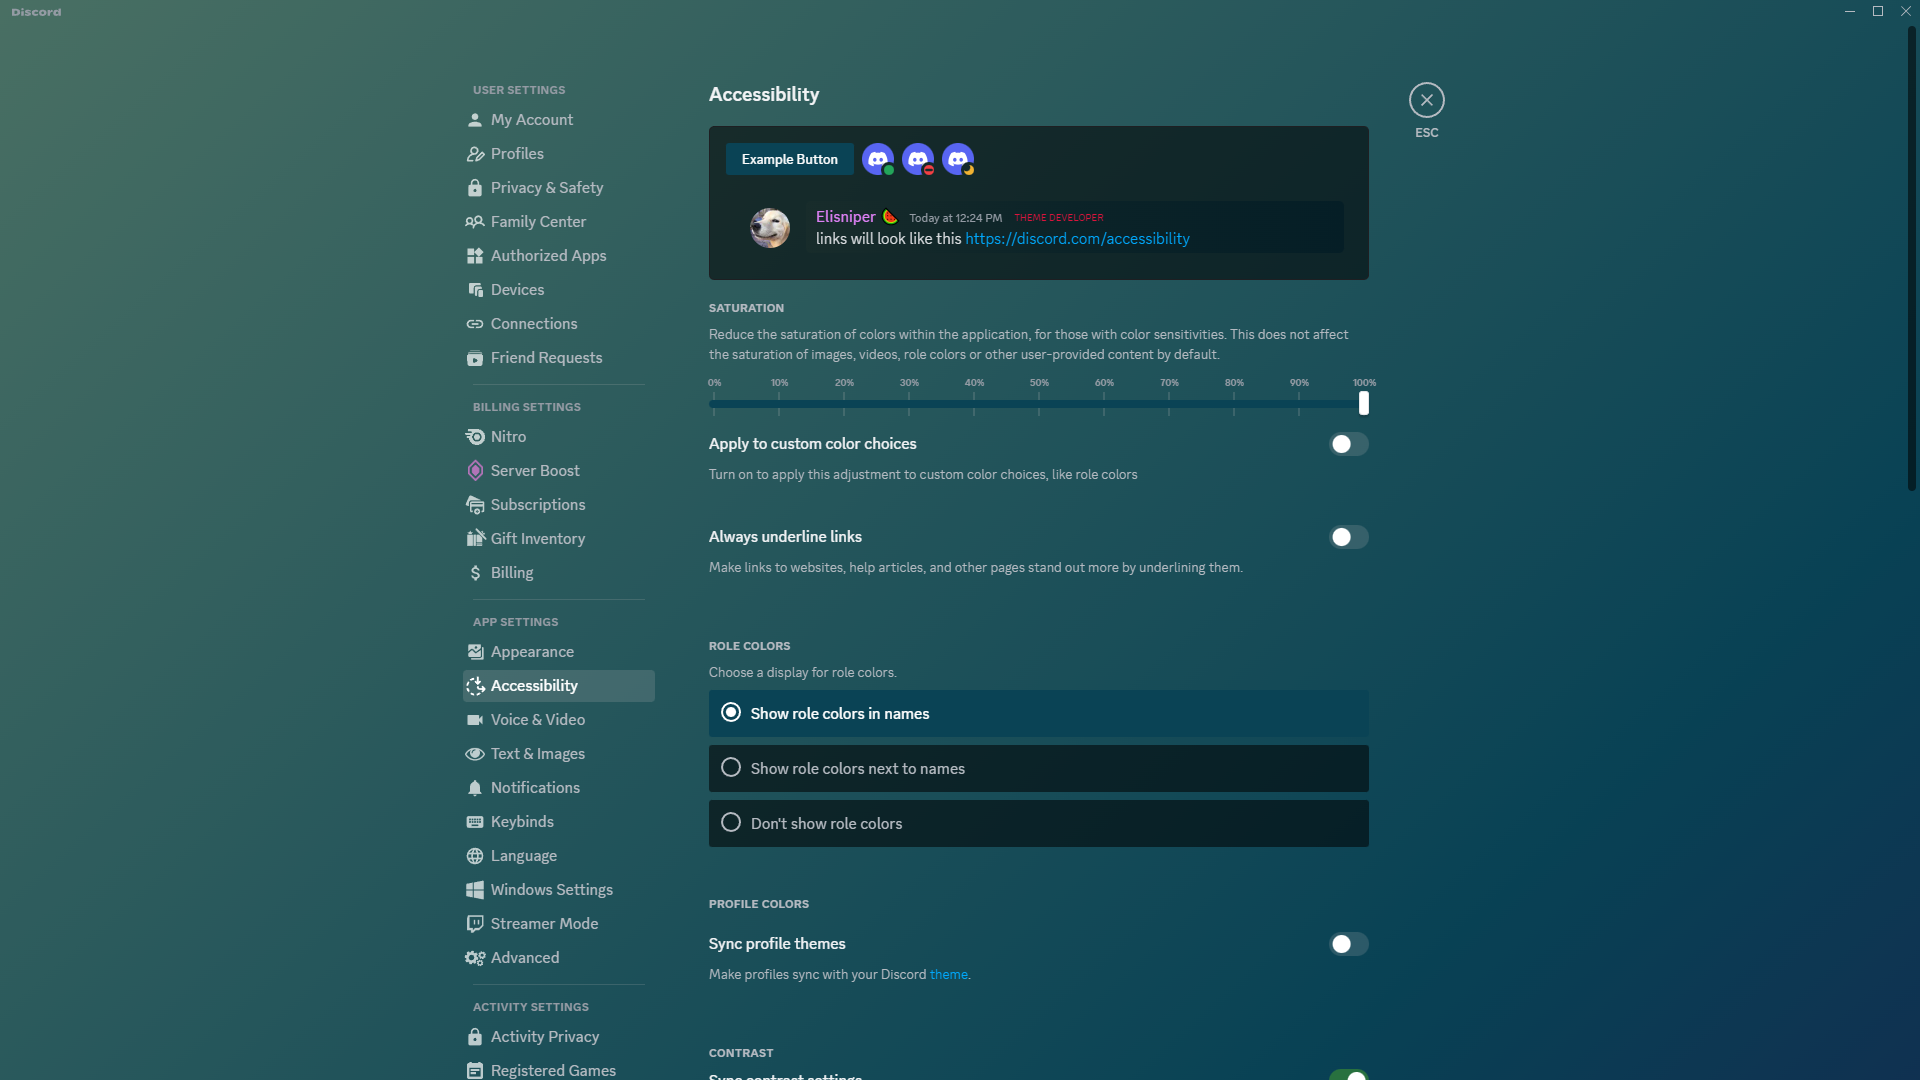 Discord
USER SETTINGS
My Account
Profiles
Privacy & Safety
Family Center
Authorized Apps
Devices
Connections
Friend Requests
BILLING SETTINGS
Nitro
Server Boost
Subscriptions
Gift Inventory
Billing
APP SETTINGS
Appearance
Accessibility
Voice & Video
Text & Images
Notifications
Keybinds
Language
Windows Settings
Streamer Mode
Advanced
ACTIVITY SETTINGS
Activity Privacy
Registered Games
Accessibility
ESC
Example Button
Elisniper 🍉 Today at 12:24 PM THEME DEVELOPER
links will look like this https://discord.com/accessibility
SATURATION
Reduce the saturation of colors within the application, for those with color sensitivities. This does not affect
the saturation of images, videos, role colors or other user-provided content by default.
0% 10% 20% 30% 40% 50% 60% 70% 80% 90% 100%
Apply to custom color choices
Turn on to apply this adjustment to custom color choices, like role colors
Always underline links
Make links to websites, help articles, and other pages stand out more by underlining them.
ROLE COLORS
Choose a display for role colors.
Show role colors in names
Show role colors next to names
Don't show role colors
PROFILE COLORS
Sync profile themes
Make profiles sync with your Discord theme.
CONTRAST
Sync contrast settings